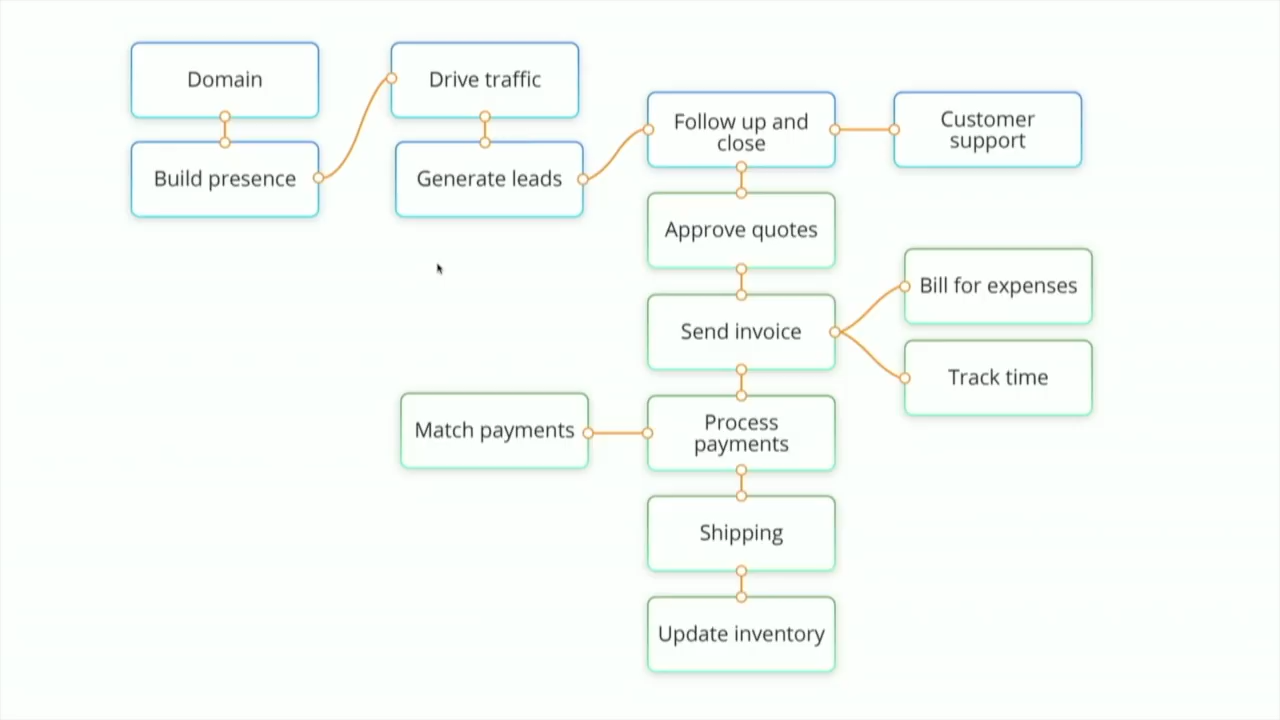 Domain
Build presence
Drive traffic
Generate leads
Follow up and
close
Customer
support
Approve quotes
Send invoice
Bill for expenses
Track time
Match payments
Process
payments
Shipping
Update inventory